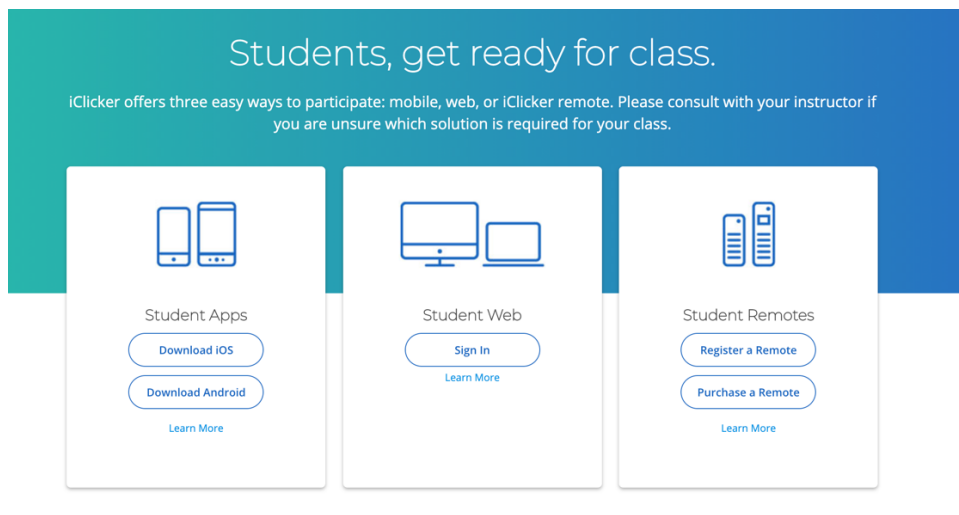 Students, get ready for class.
iClicker offers three easy ways to participate: mobile, web, or iClicker remote. Please consult with your instructor if
you are unsure which solution is required for your class.
Student Apps
Download iOS
Download Android
Learn More
Student Web
Sign In
Learn More
Student Remotes
Register a Remote
Purchase a Remote
Learn More